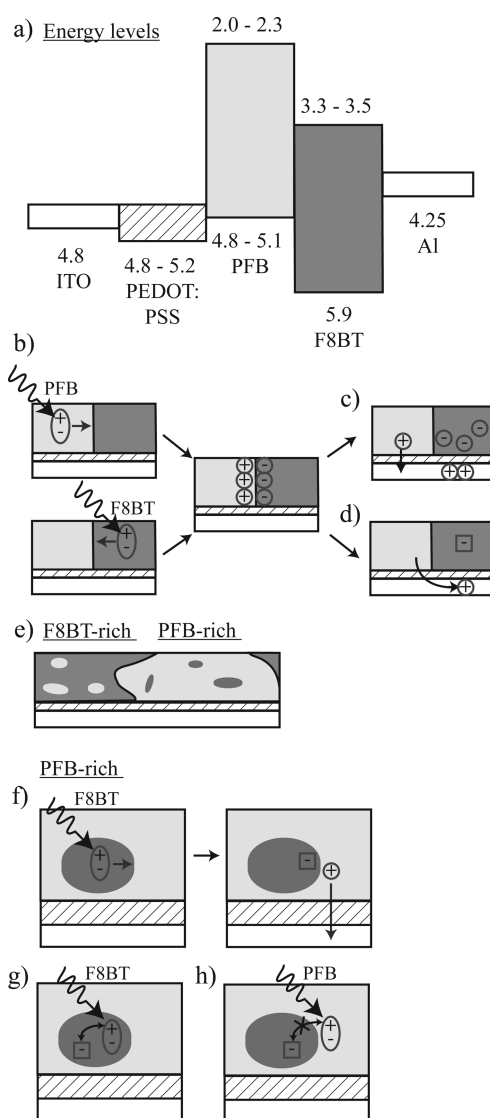 a) Energy levels
2.0 - 2.3
3.3 - 3.5
4.8
ITO
4.8 - 5.2
PEDOT:
PSS
4.8 - 5.1
PFB
5.9
F8BT
4.25
Al
b)
PFB
+
-
F8BT
+
-
+ -
+ -
+ -
c)
+
- - -
+ +
d)
-
+
e) F8BT-rich PFB-rich
PFB-rich
f)
F8BT
+
-
-
+
g)
F8BT
+
-
-
h)
PFB
+
-
-